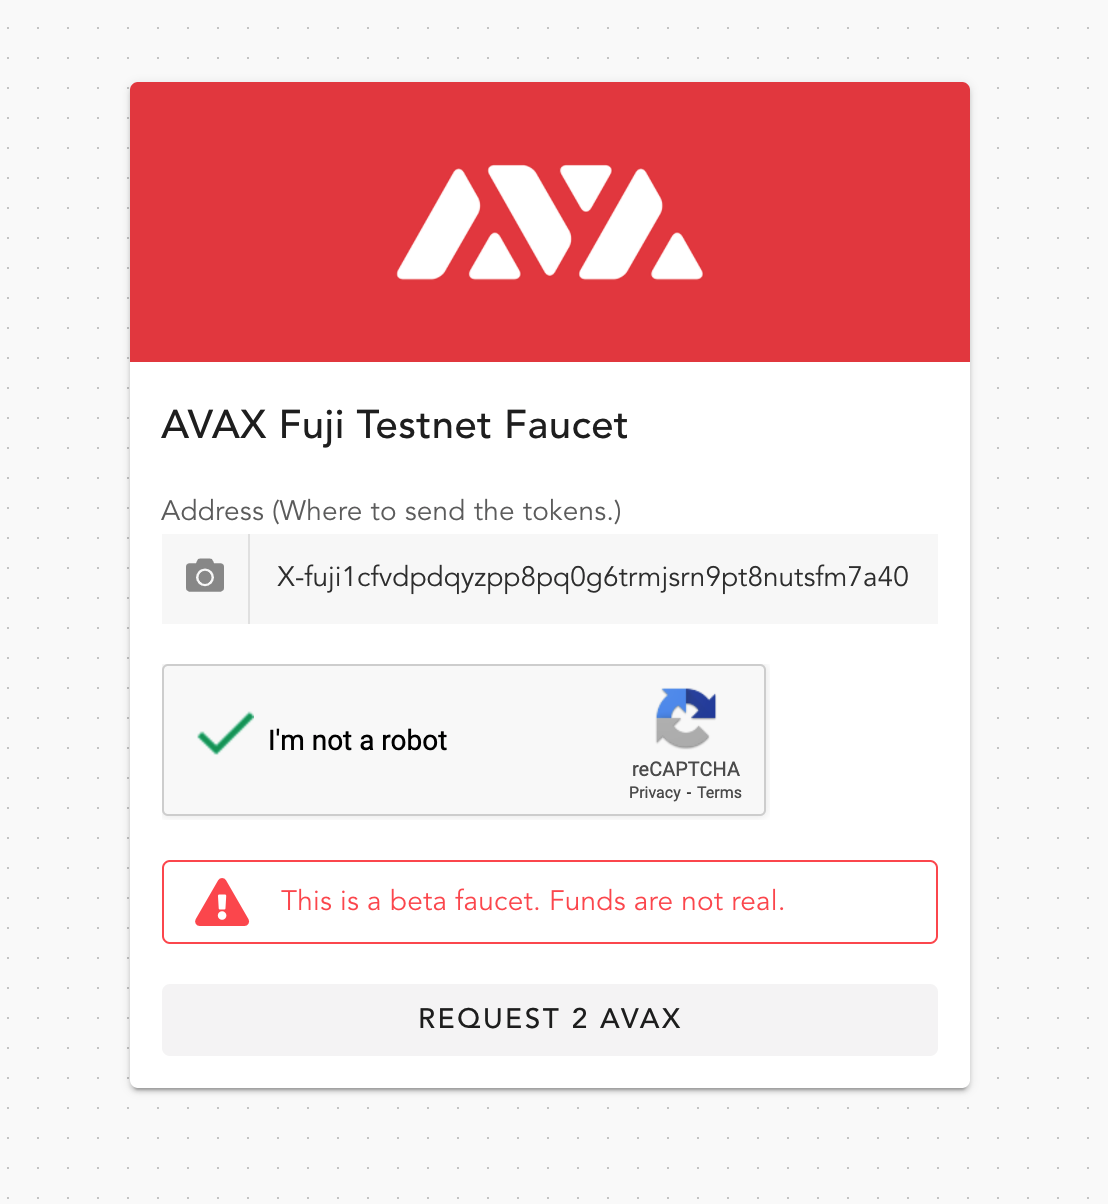 AVAX Fuji Testnet Faucet
Address (Where to send the tokens.)
X-fuji1cfvdpdqyzpp8pq0g6trmjsrn9pt8nutsfm7a40
I'm not a robot
reCAPTCHA
Privacy - Terms
This is a beta faucet. Funds are not real.
REQUEST 2 AVAX